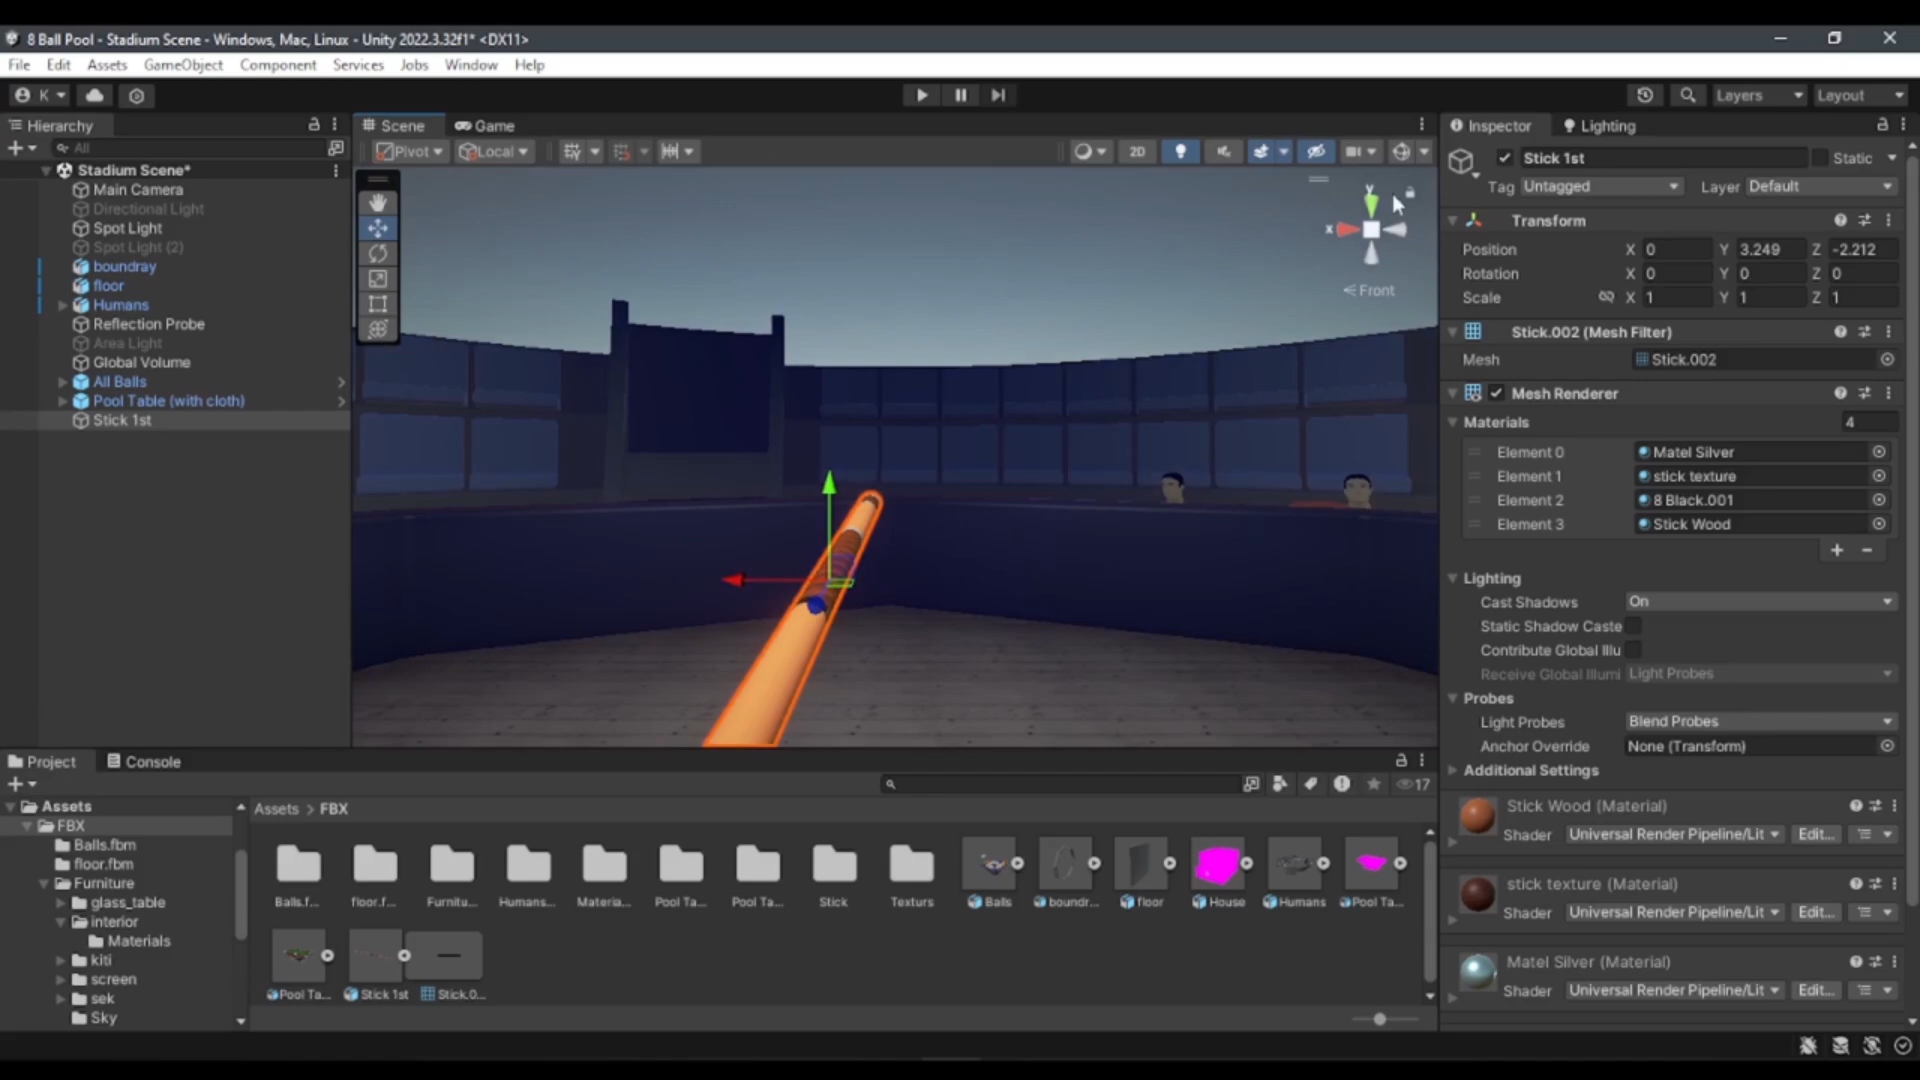 8 Ball Pool - Stadium Scene - Windows, Mac, Linux - Unity 2022.3.32f1* <DX11>
File Edit Assets GameObject Component Services Jobs Window Help
K
Layers Layout
Hierarchy
All
Stadium Scene*
Main Camera
Directional Light
Spot Light
Spot Light (2)
boundray
floor
Humans
Reflection Probe
Area Light
Global Volume
All Balls
Pool Table (with cloth)
Stick 1st
Scene Game
Pivot Local 2D
y
x
Front
Inspector Lighting
Stick 1st Static
Tag Untagged Layer Default
Transform
Position X 0 Y 3.249 Z -2.212
Rotation X 0 Y 0 Z 0
Scale X 1 Y 1 Z 1
Stick.002 (Mesh Filter)
Mesh Stick.002
Mesh Renderer
Materials 4
Element 0 Matel Silver
Element 1 stick texture
Element 2 8 Black.001
Element 3 Stick Wood
Lighting
Cast Shadows On
Static Shadow Caste
Contribute Global Illu
Receive Global Illumi Light Probes
Probes
Light Probes Blend Probes
Anchor Override None (Transform)
Additional Settings
Stick Wood (Material)
Shader Universal Render Pipeline/Lit Edit...
stick texture (Material)
Shader Universal Render Pipeline/Lit Edit...
Matel Silver (Material)
Shader Universal Render Pipeline/Lit Edit...
Project Console
17
Assets
FBX
Balls.fbm
floor.fbm
Furniture
glass_table
interior
Materials
kiti
screen
sek
Sky
Assets > FBX
Balls.f... floor.f... Furnitu... Humans... Materia... Pool Ta... Pool Ta... Stick Texturs Balls boundr... floor House Humans Pool Ta...
Pool Ta... Stick 1st Stick.0...